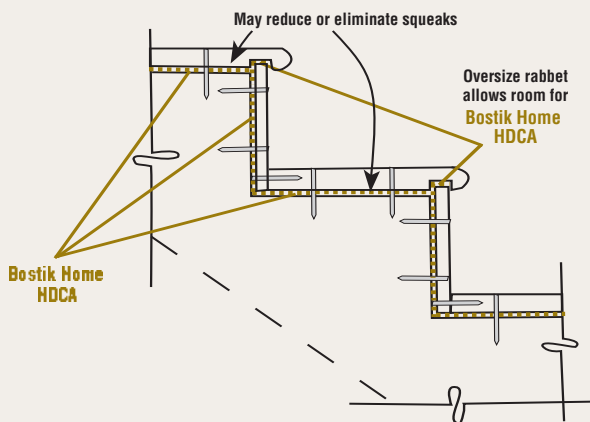 May reduce or eliminate squeaks
Oversize rabbet
allows room for
Bostik Home
HDCA
Bostik Home
HDCA